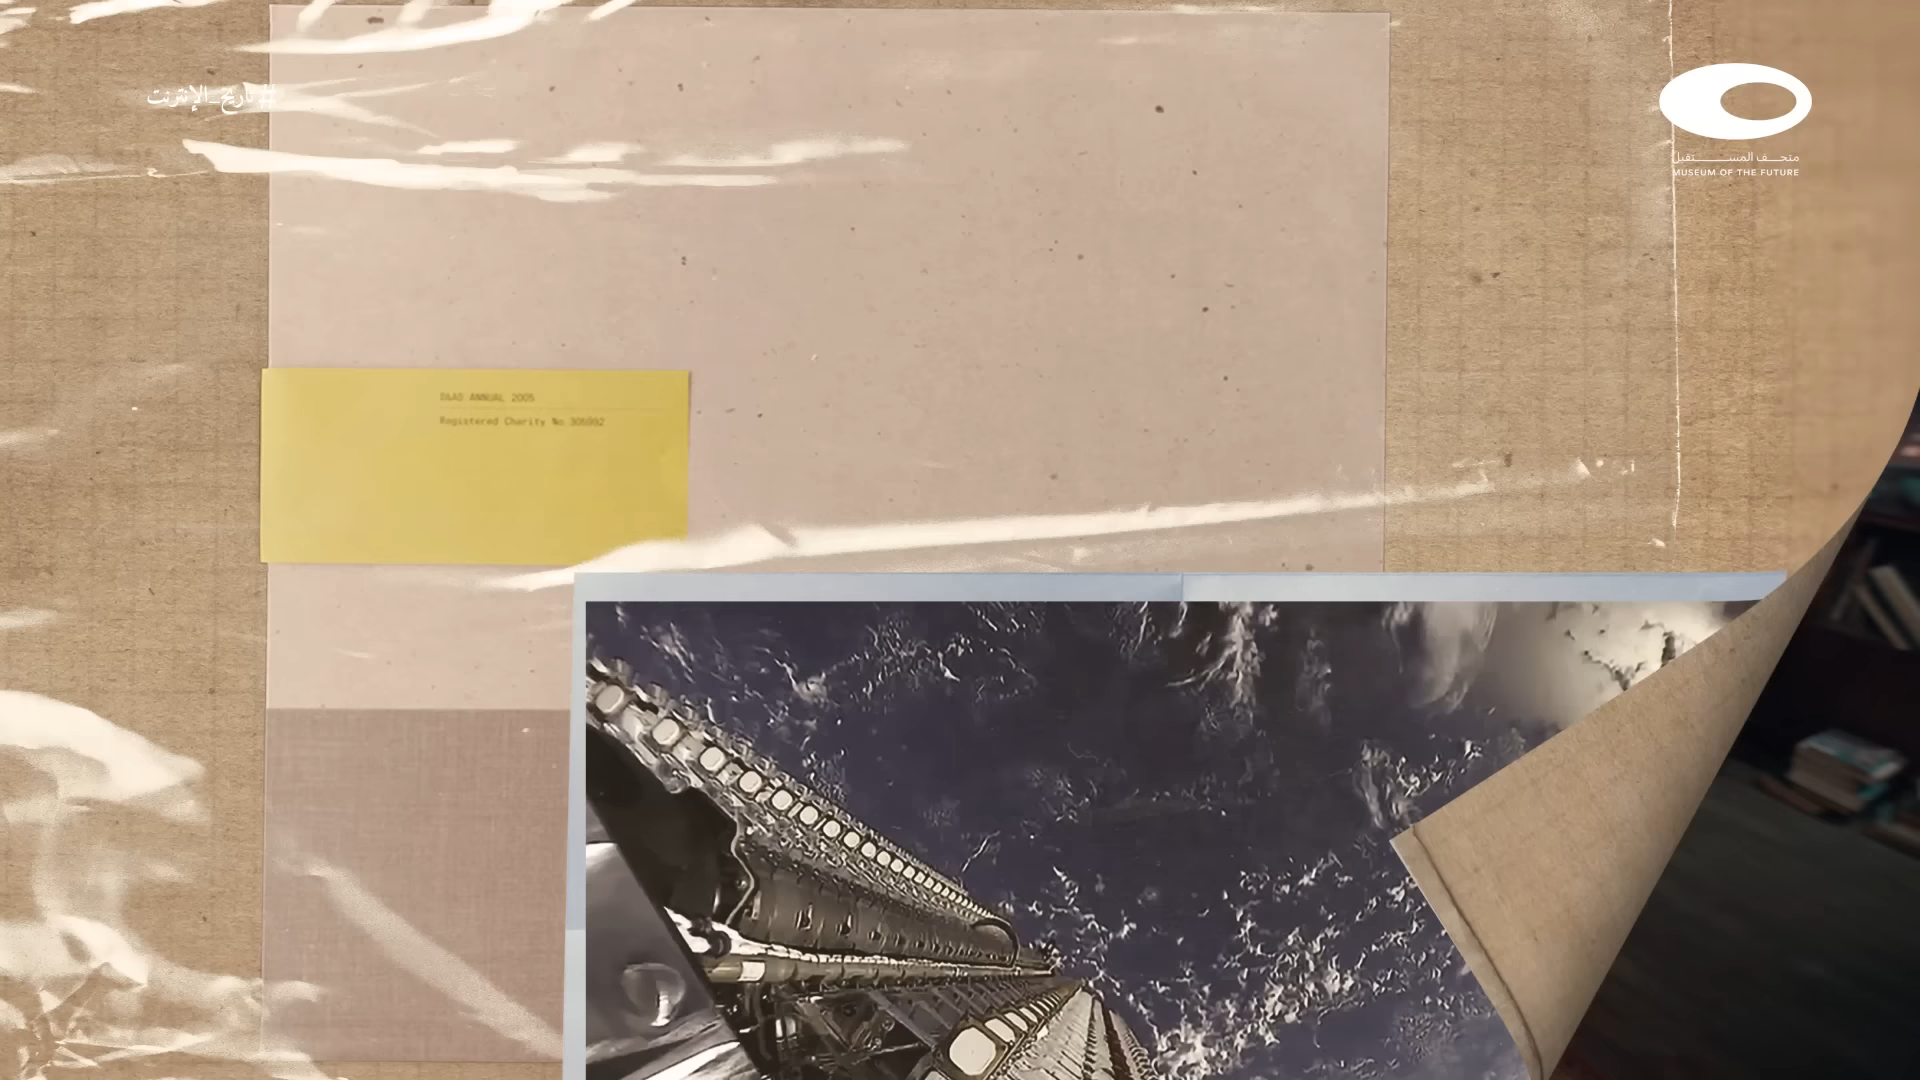 #تاريخ_الإنترنت
متحف المستقبل
MUSEUM OF THE FUTURE
D&AD ANNUAL 2005
Registered Charity No 305992